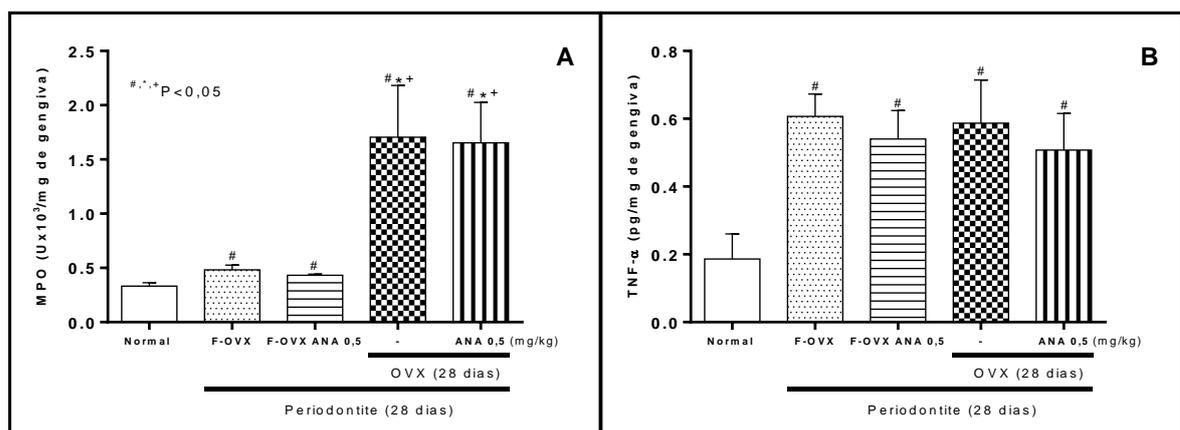 A
MPO (Ux10³/mg de gengiva)
2.5
2.0
1.5
1.0
0.5
0.0
#,*,+P<0,05
#
#
#*+
#*+
Normal
F-OVX
F-OVX ANA 0,5
-
ANA 0,5 (mg/kg)
OVX (28 dias)
Periodontite (28 dias)
B
TNF-α (pg/mg de gengiva)
0.8
0.6
0.4
0.2
0.0
#
#
#
#
Normal
F-OVX
F-OVX ANA 0,5
-
ANA 0,5 (mg/kg)
OVX (28 dias)
Periodontite (28 dias)